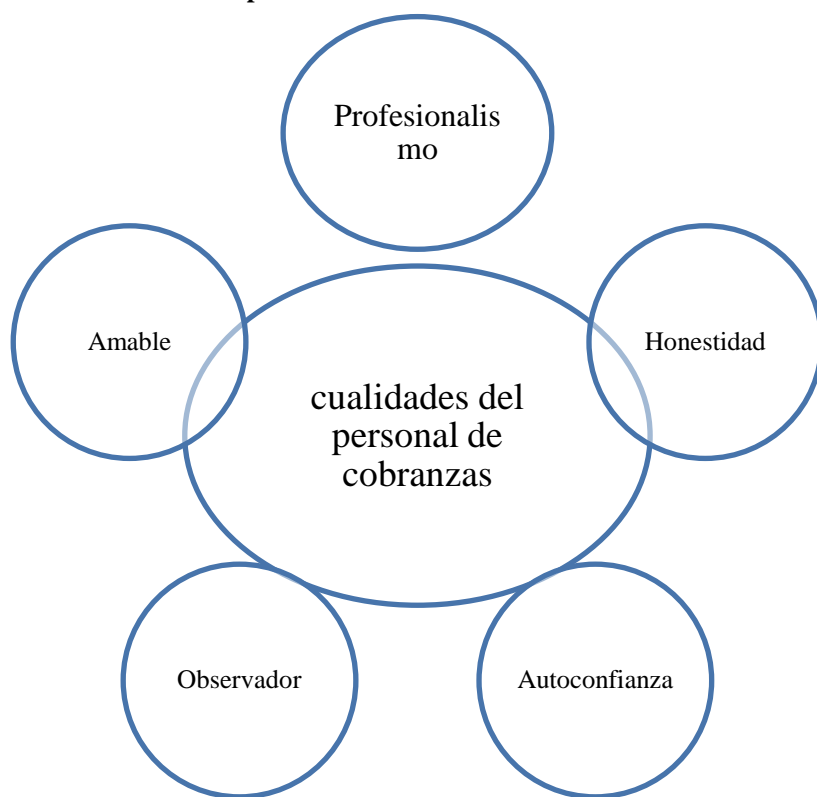 Profesionalis
mo
Amable
Honestidad
cualidades del
personal de
cobranzas
Observador
Autoconfianza